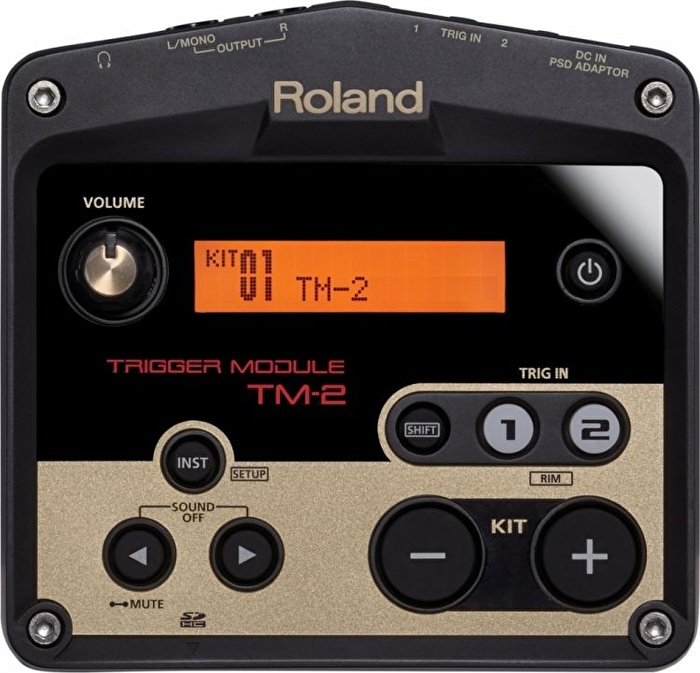 L/MONO R
OUTPUT
1 TRIG IN 2
DC IN
PSD ADAPTOR
Roland
VOLUME
KIT 01
TM-2
TRIGGER MODULE
TM-2
TRIG IN
SHIFT 1 2
RIM
INST
SETUP
SOUND
OFF
KIT
− +
MUTE
SD
HC